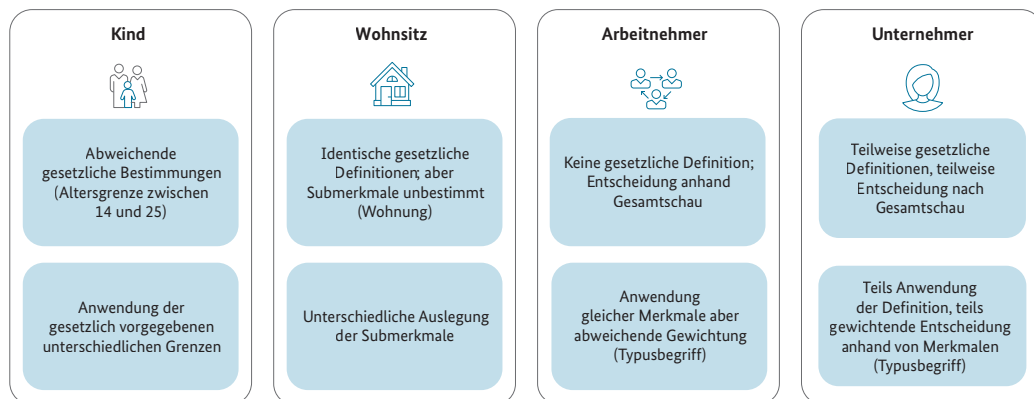 Kind
Abweichende
gesetzliche Bestimmungen
(Altersgrenze zwischen
14 und 25)
Anwendung der
gesetzlich vorgegebenen
unterschiedlichen Grenzen
Wohnsitz
Identische gesetzliche
Definitionen; aber
Submerkmale unbestimmt
(Wohnung)
Unterschiedliche Auslegung
der Submerkmale
Arbeitnehmer
Keine gesetzliche Definition;
Entscheidung anhand
Gesamtschau
Anwendung
gleicher Merkmale aber
abweichende Gewichtung
(Typusbegriff)
Unternehmer
Teilweise gesetzliche
Definitionen, teilweise
Entscheidung nach
Gesamtschau
Teils Anwendung
der Definition, teils
gewichtende Entscheidung
anhand von Merkmalen
(Typusbegriff)